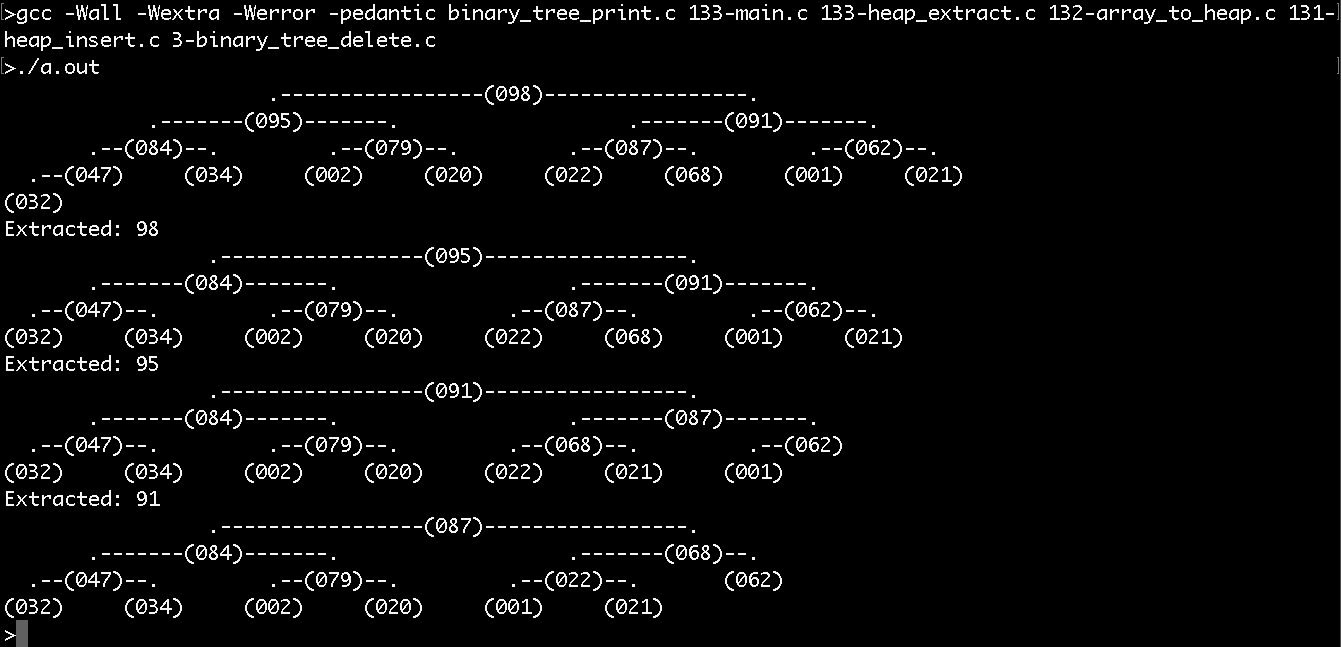 >gcc -Wall -Wextra -Werror -pedantic binary_tree_print.c 133-main.c 133-heap_extract.c 132-array_to_heap.c 131-
heap_insert.c 3-binary_tree_delete.c
>./a.out
                      .-----------------(098)-----------------.
            .-------(095)-------.                   .-------(091)-------.
       .--(084)--.         .--(079)--.         .--(087)--.         .--(062)--.
  .--(047)     (034)     (002)     (020)     (022)     (068)     (001)     (021)
(032)
Extracted: 98
                 .-----------------(095)-----------------.
       .-------(084)-------.                   .-------(091)-------.
  .--(047)--.         .--(079)--.         .--(087)--.         .--(062)--.
(032)     (034)     (002)     (020)     (022)     (068)     (001)     (021)
Extracted: 95
                 .-----------------(091)-----------------.
       .-------(084)-------.                   .-------(087)-------.
  .--(047)--.         .--(079)--.         .--(068)--.         .--(062)
(032)     (034)     (002)     (020)     (022)     (021)     (001)
Extracted: 91
                 .-----------------(087)-----------------.
       .-------(084)-------.                   .-------(068)--.
  .--(047)--.         .--(079)--.         .--(022)--.       (062)
(032)     (034)     (002)     (020)     (001)     (021)
>